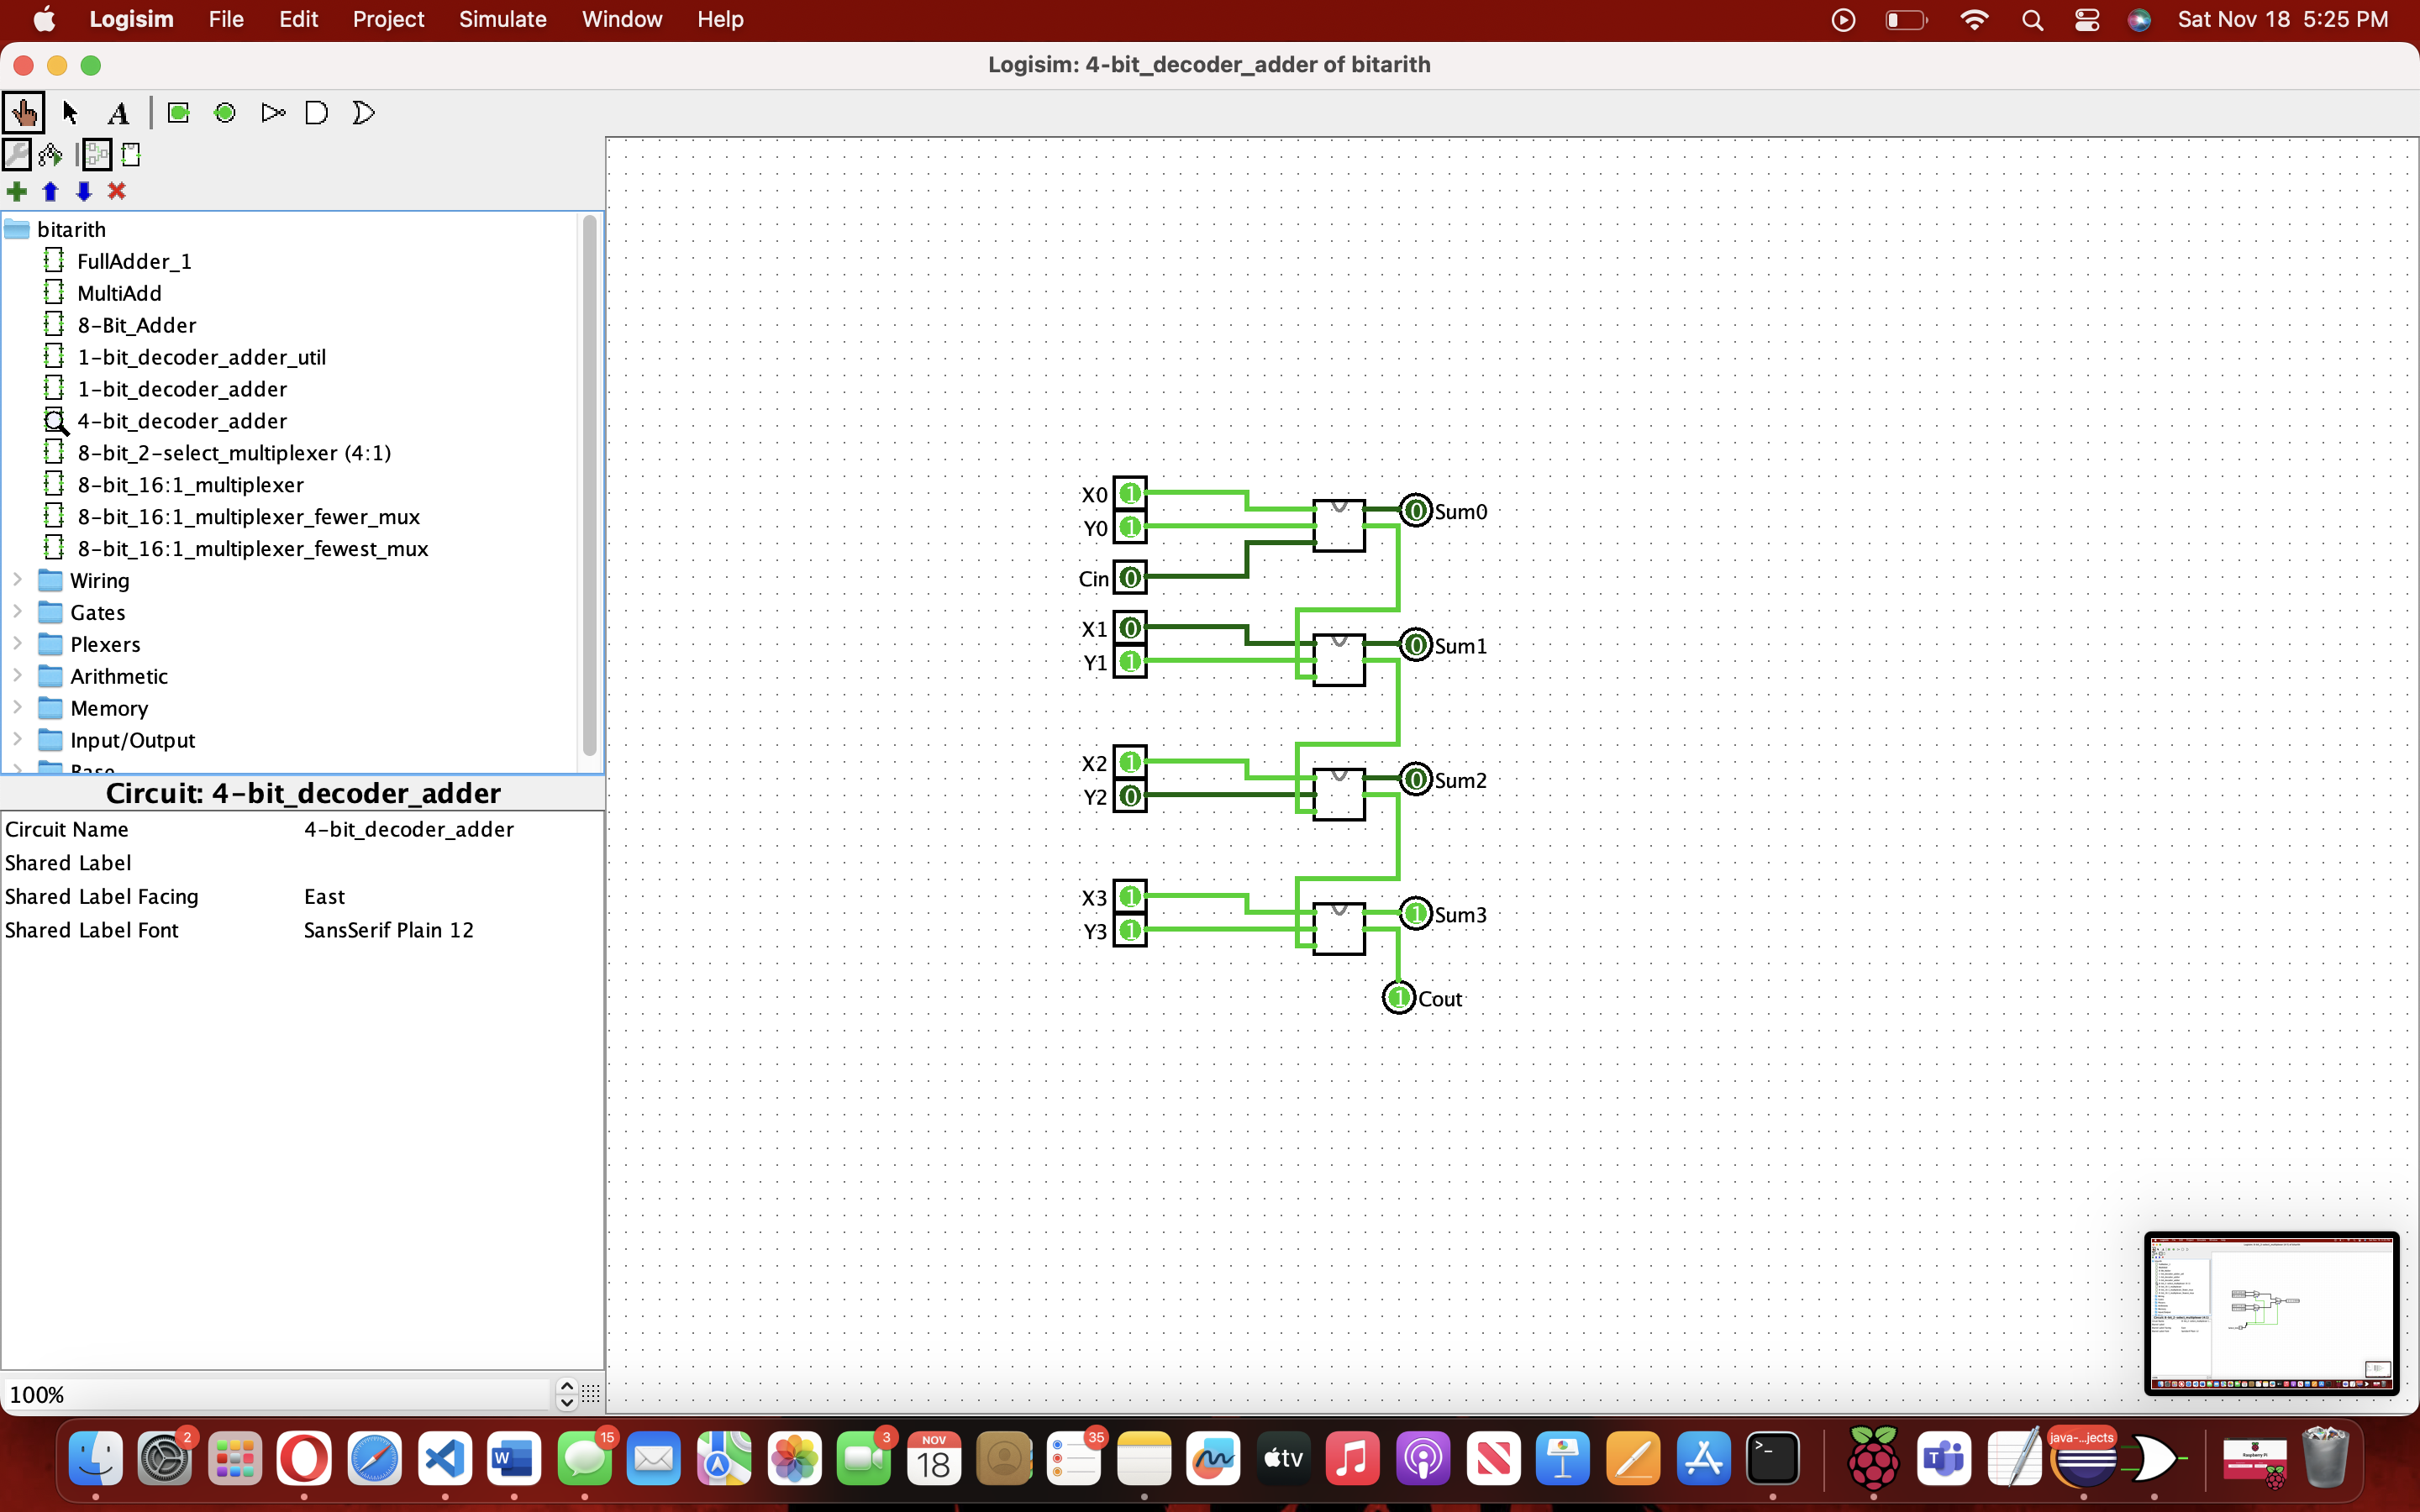 Logisim File Edit Project Simulate Window Help Sat Nov 18 5:25 PM
Logisim: 4-bit_decoder_adder of bitarith
A
bitarith
FullAdder_1
MultiAdd
8-Bit_Adder
1-bit_decoder_adder_util
1-bit_decoder_adder
4-bit_decoder_adder
8-bit_2-select_multiplexer (4:1)
8-bit_16:1_multiplexer
8-bit_16:1_multiplexer_fewer_mux
8-bit_16:1_multiplexer_fewest_mux
Wiring
Gates
Plexers
Arithmetic
Memory
Input/Output
Base
Circuit: 4-bit_decoder_adder
Circuit Name 4-bit_decoder_adder
Shared Label
Shared Label Facing East
Shared Label Font SansSerif Plain 12
100%
X0 1 0 Sum0
Y0 1
Cin 0
X1 0 0 Sum1
Y1 1
X2 1 0 Sum2
Y2 0
X3 1 1 Sum3
Y3 1
1 Cout
2 15 3 35 java-...jects
NOV
18
W
tv
>_
Raspberry Pi